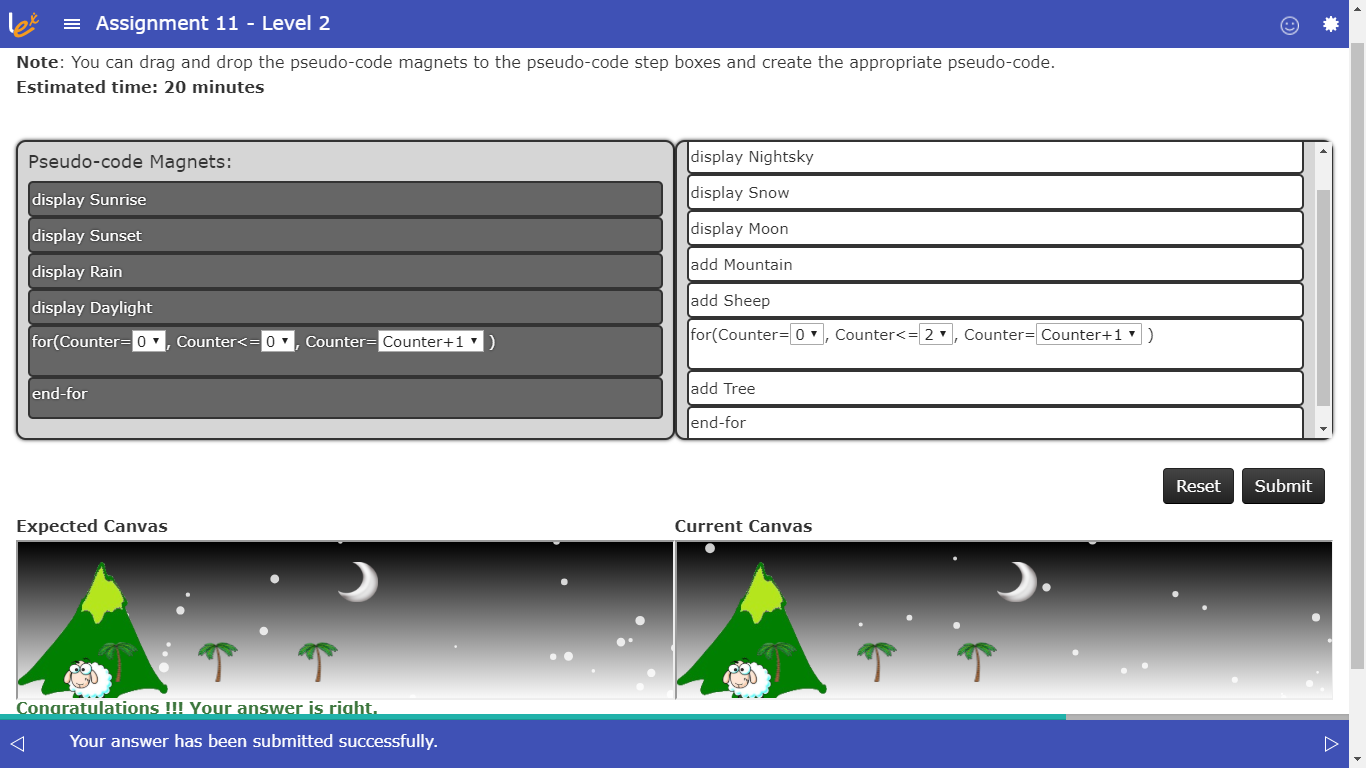 Lex
Assignment 11 - Level 2
Note: You can drag and drop the pseudo-code magnets to the pseudo-code step boxes and create the appropriate pseudo-code.
Estimated time: 20 minutes
Pseudo-code Magnets:
display Sunrise
display Sunset
display Rain
display Daylight
for(Counter= 0 , Counter<= 0 , Counter= Counter+1 )
end-for
display Nightsky
display Snow
display Moon
add Mountain
add Sheep
for(Counter= 0 , Counter<= 2 , Counter= Counter+1 )
add Tree
end-for
Reset Submit
Expected Canvas
Current Canvas
Congratulations !!! Your answer is right.
Your answer has been submitted successfully.